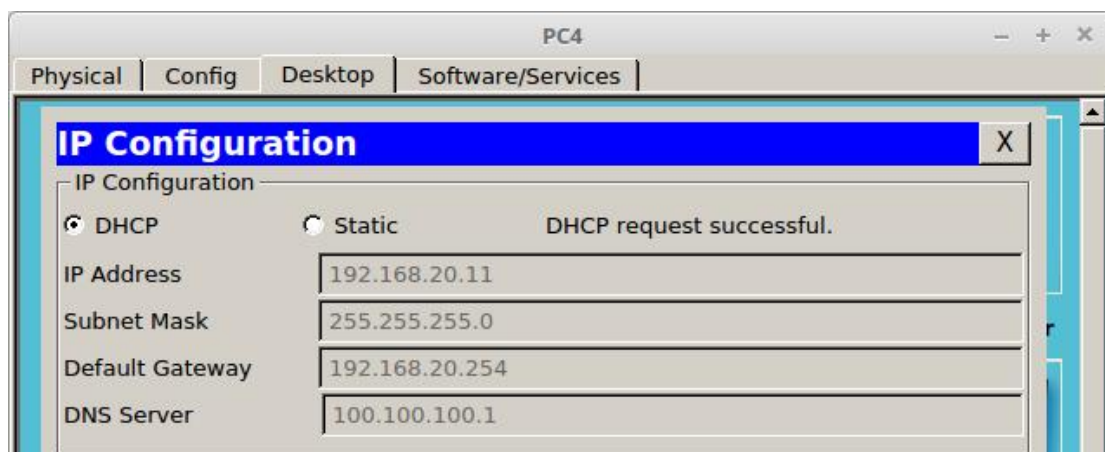 PC4
Physical Config Desktop Software/Services
IP Configuration X
IP Configuration
DHCP Static DHCP request successful.
IP Address 192.168.20.11
Subnet Mask 255.255.255.0
Default Gateway 192.168.20.254
r
DNS Server 100.100.100.1